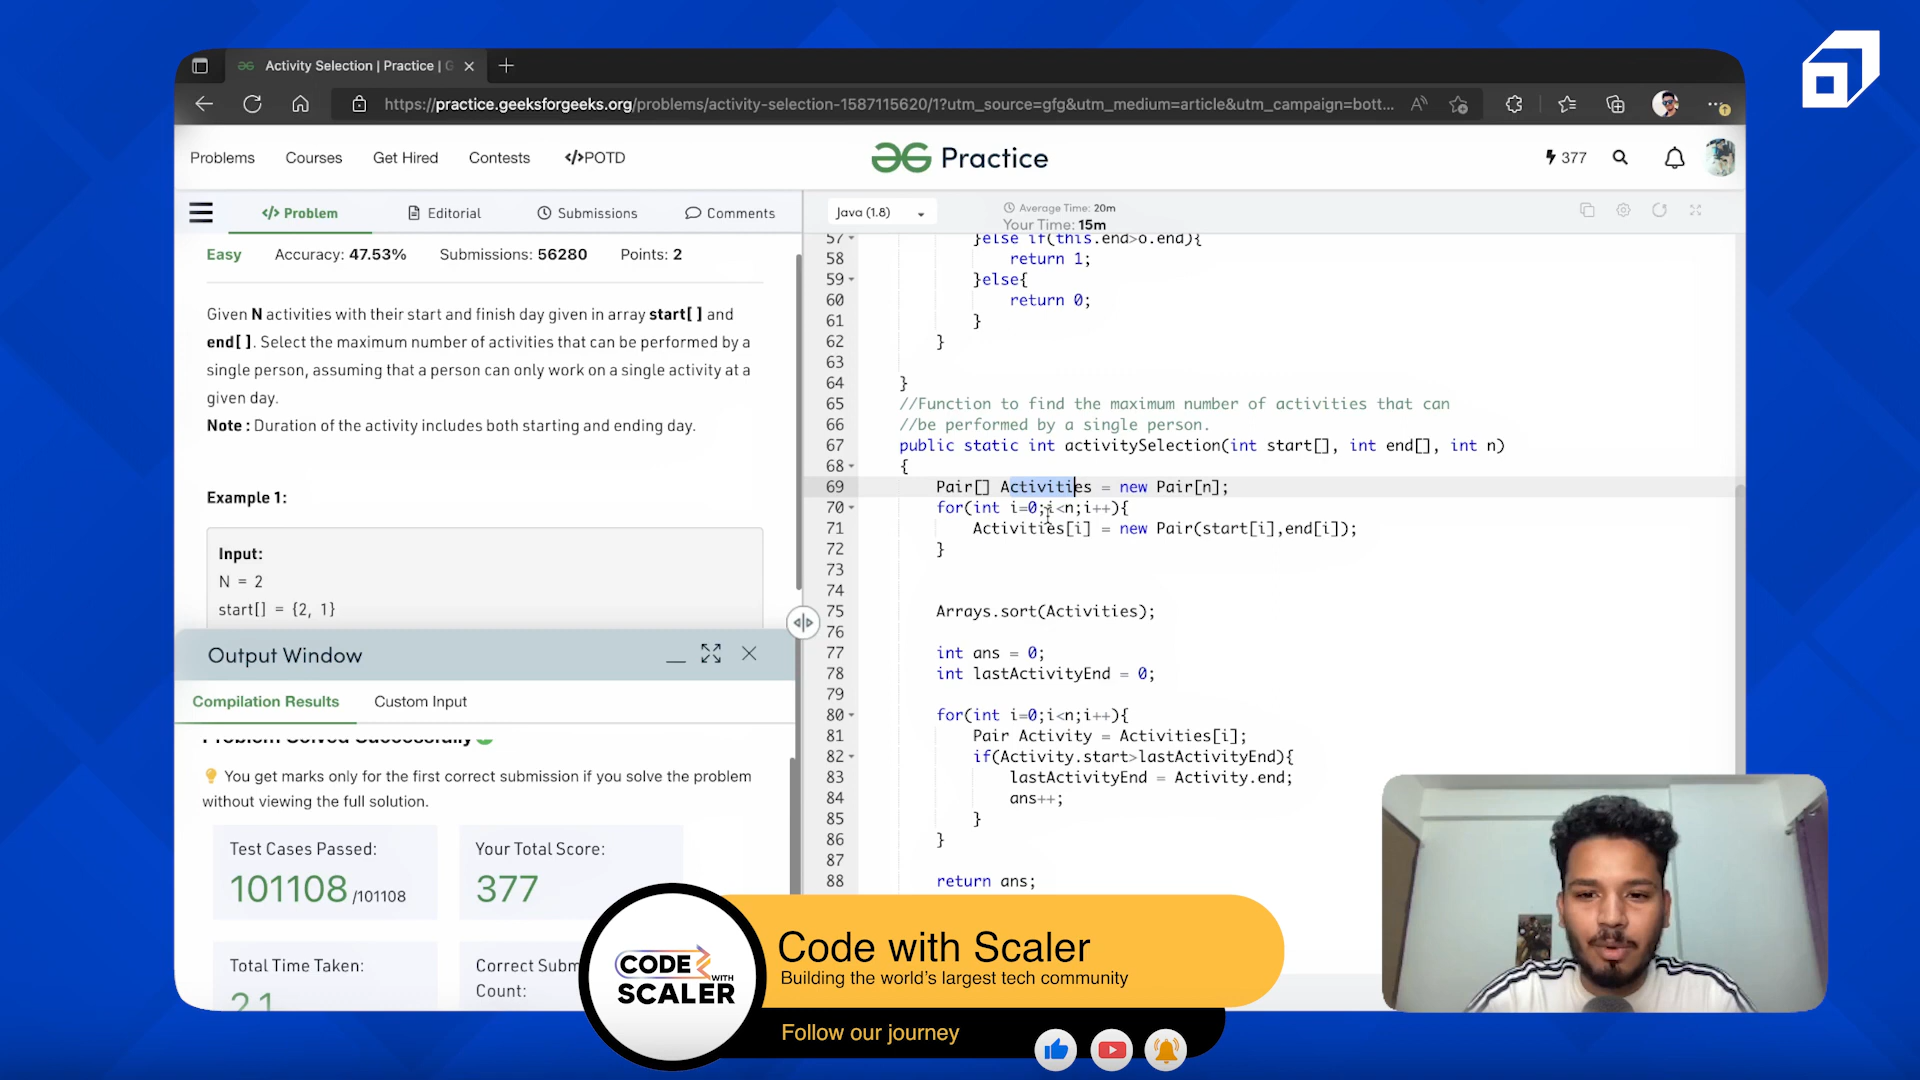 Activity Selection | Practice | G
https://practice.geeksforgeeks.org/problems/activity-selection-1587115620/1?utm_source=gfg&utm_medium=article&utm_campaign=bott...
Problems Courses Get Hired Contests </>POTD
Practice
377
</> Problem Editorial Submissions Comments
Easy Accuracy: 47.53% Submissions: 56280 Points: 2
Given N activities with their start and finish day given in array start[ ] and
end[ ]. Select the maximum number of activities that can be performed by a
single person, assuming that a person can only work on a single activity at a
given day.
Note : Duration of the activity includes both starting and ending day.
Example 1:
Input:
N = 2
start[] = {2, 1}
Output Window
Compilation Results Custom Input
Problem Solved Successfully
You get marks only for the first correct submission if you solve the problem
without viewing the full solution.
Test Cases Passed:
101108 /101108
Your Total Score:
377
Total Time Taken:
2.1
Correct Subm
Count:
Java (1.8)
Average Time: 20m
Your Time: 15m
57 }else if(this.end>o.end){
58 return 1;
59 }else{
60 return 0;
61 }
62 }
63
64 }
65 //Function to find the maximum number of activities that can
66 //be performed by a single person.
67 public static int activitySelection(int start[], int end[], int n)
68 {
69 Pair[] Activities = new Pair[n];
70 for(int i=0;i<n;i++){
71 Activities[i] = new Pair(start[i],end[i]);
72 }
73
74
75 Arrays.sort(Activities);
76
77 int ans = 0;
78 int lastActivityEnd = 0;
79
80 for(int i=0;i<n;i++){
81 Pair Activity = Activities[i];
82 if(Activity.start>lastActivityEnd){
83 lastActivityEnd = Activity.end;
84 ans++;
85 }
86 }
87
88 return ans;
CODE WITH
SCALER
Code with Scaler
Building the world's largest tech community
Follow our journey